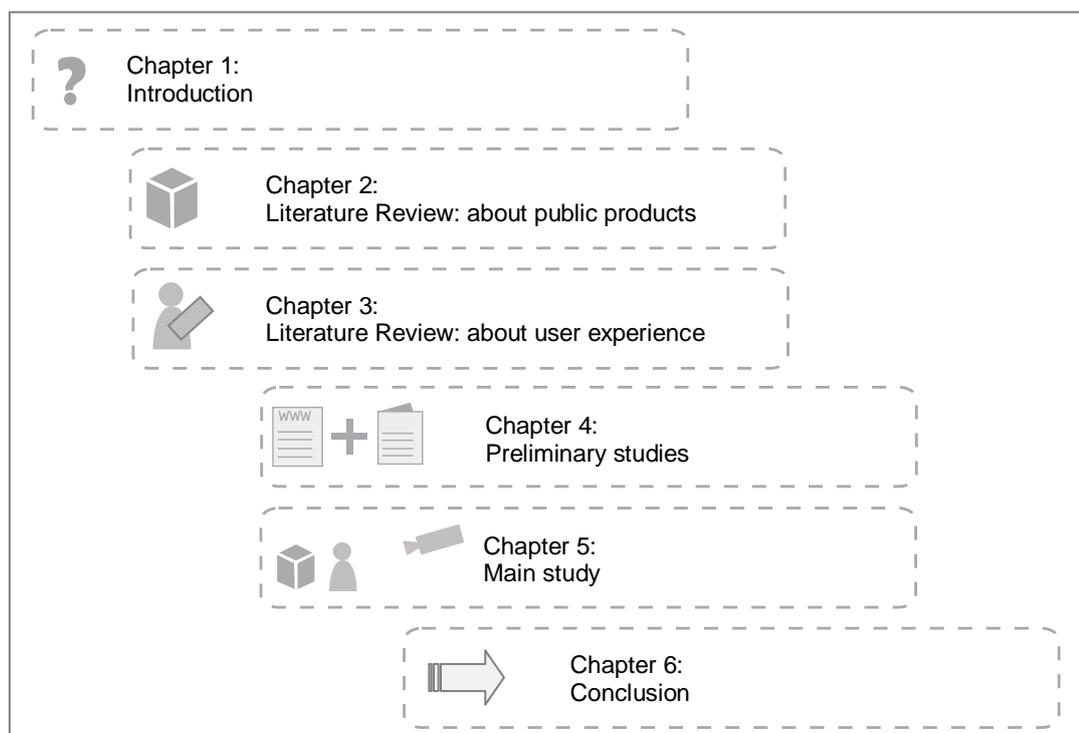 Chapter 1:
Introduction
Chapter 2:
Literature Review: about public products
Chapter 3:
Literature Review: about user experience
WWW
Chapter 4:
Preliminary studies
Chapter 5:
Main study
Chapter 6:
Conclusion